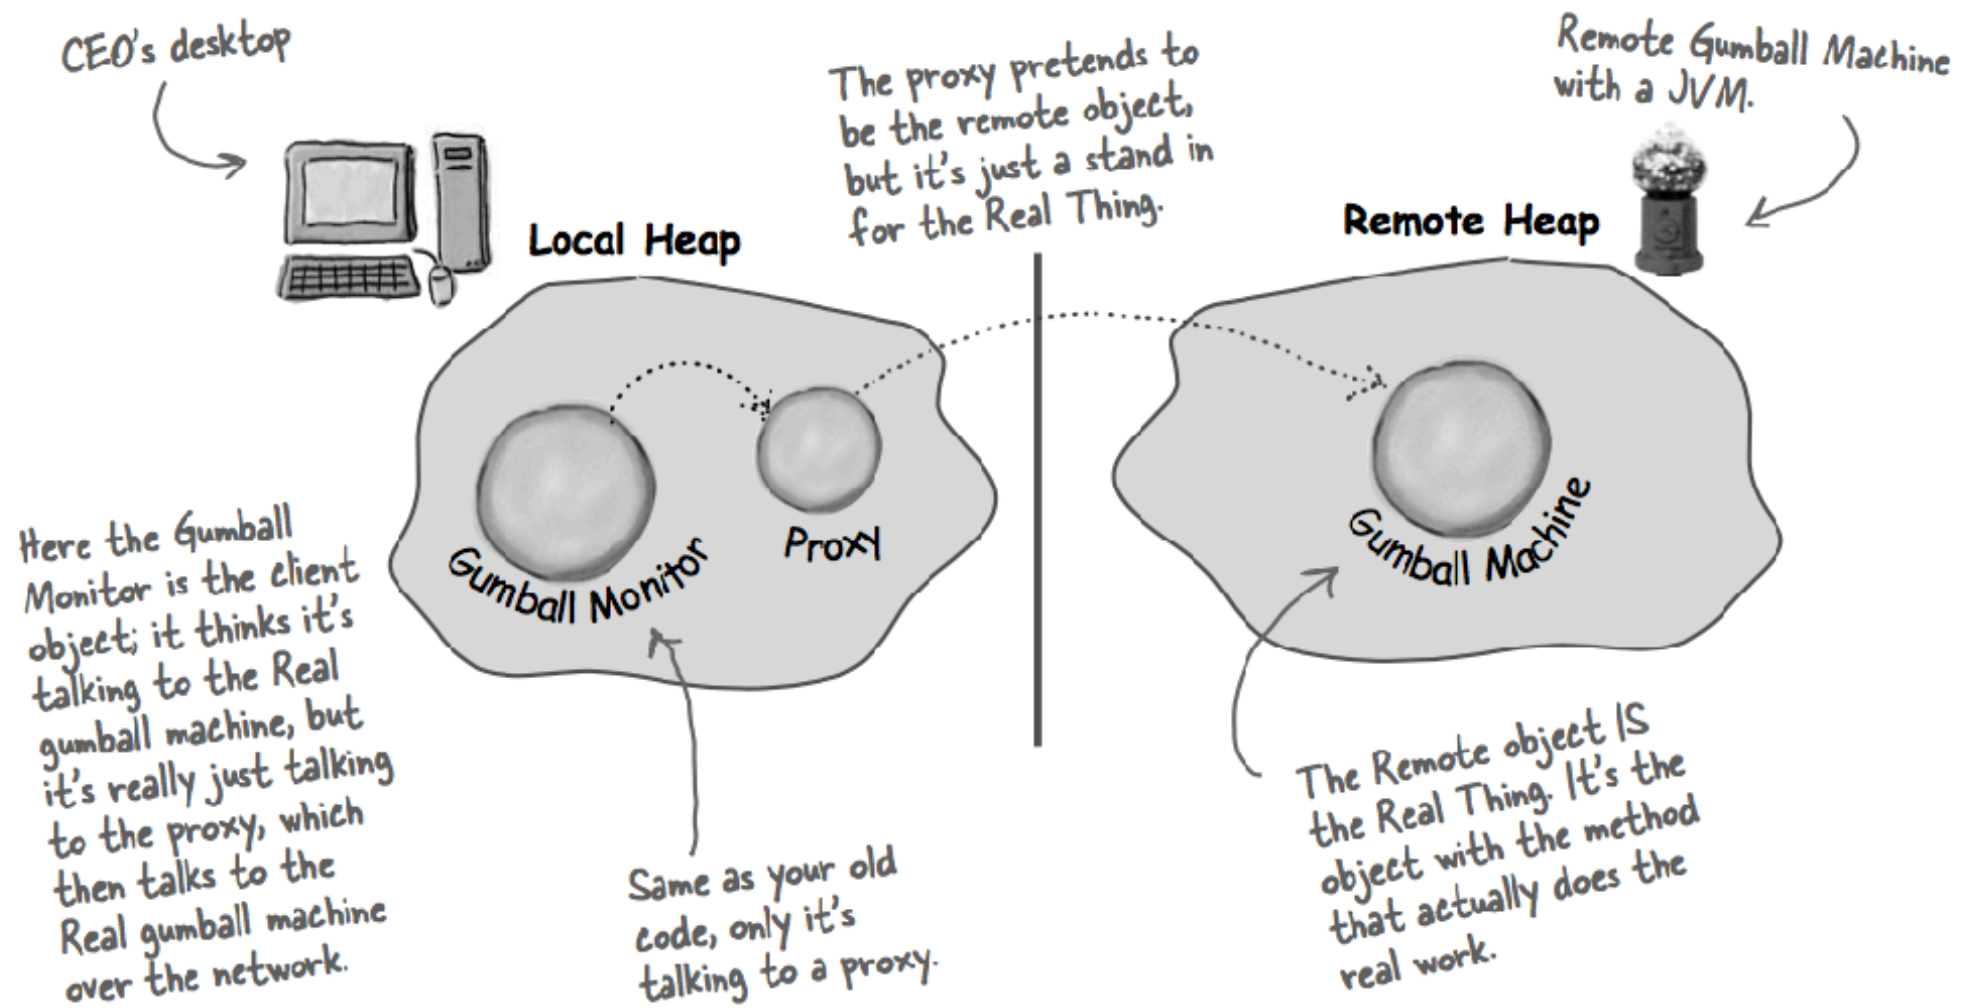 CEO's desktop
The proxy pretends to
be the remote object,
but it's just a stand in
for the Real Thing.
Remote Gumball Machine
with a JVM.
Local Heap
Remote Heap
Gumball Monitor
Proxy
Gumball Machine
Here the Gumball
Monitor is the client
object; it thinks it's
talking to the Real
gumball machine, but
it's really just talking
to the proxy, which
then talks to the
Real gumball machine
over the network.
Same as your old
code, only it's
talking to a proxy.
The Remote object IS
the Real Thing. It's the
object with the method
that actually does the
real work.